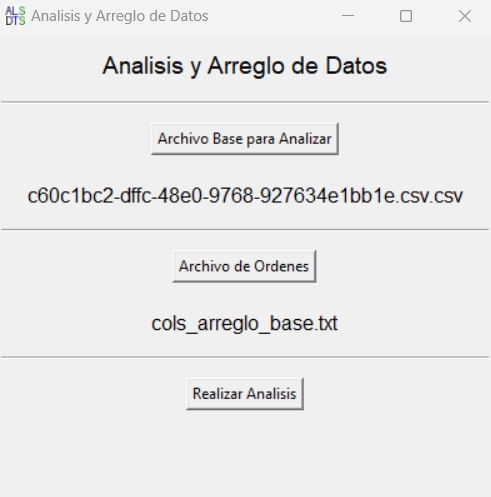 ALS
DTS
Analisis y Arreglo de Datos
Analisis y Arreglo de Datos
Archivo Base para Analizar
c60c1bc2-dffc-48e0-9768-927634e1bb1e.csv.csv
Archivo de Ordenes
cols_arreglo_base.txt
Realizar Analisis